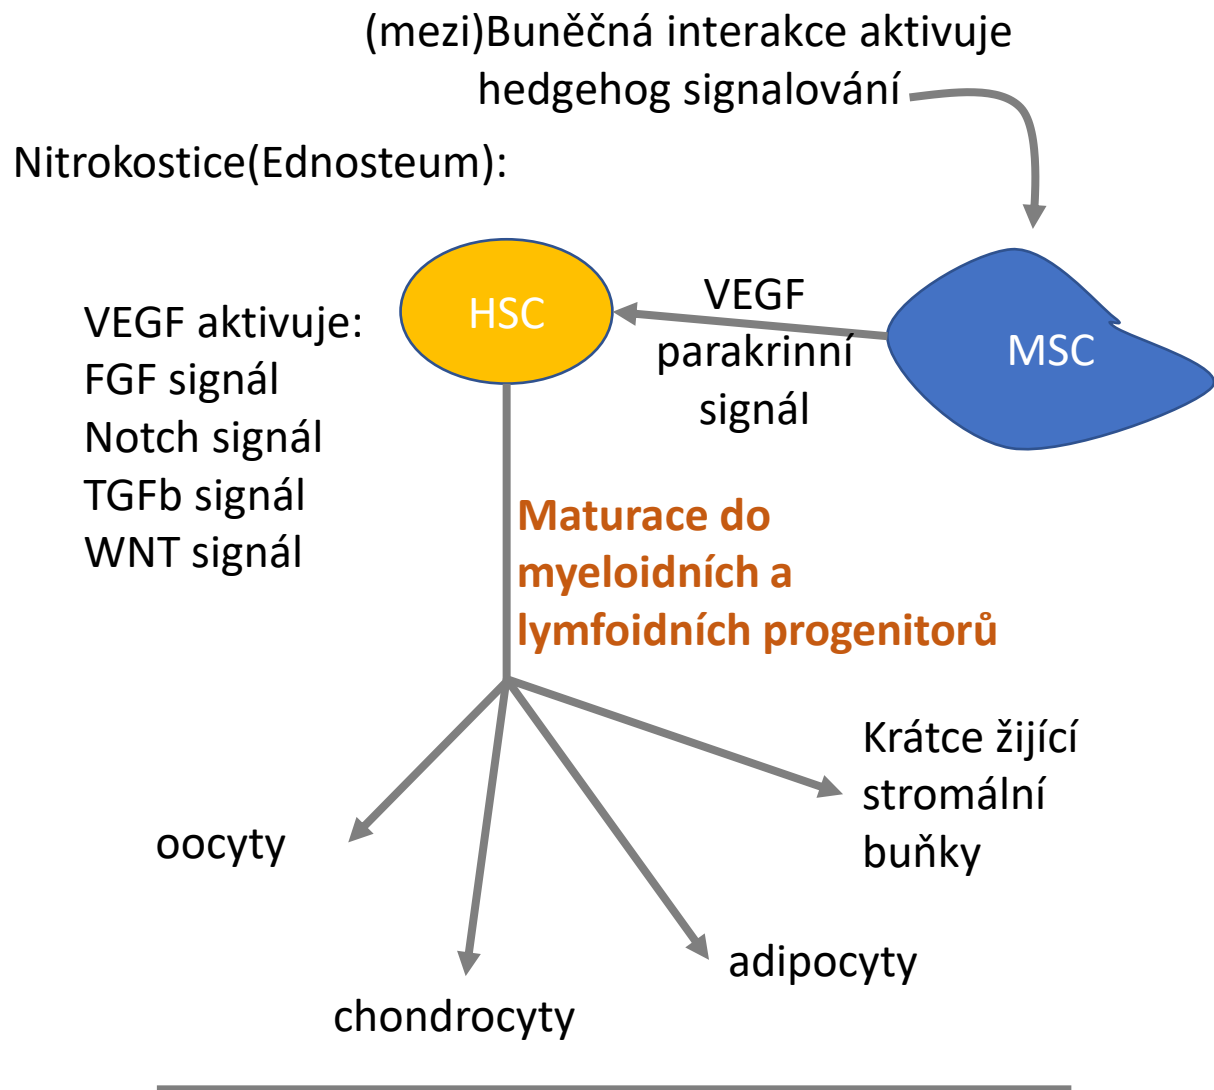 (mezi)Buněčná interakce aktivuje
hedgehog signalování
Nitrokostice(Ednosteum):
HSC
VEGF
parakrinní
signál
MSC
VEGF aktivuje:
FGF signál
Notch signál
TGFb signál
WNT signál
Maturace do
myeloidních a
lymfoidních progenitorů
Krátce žijící
stromální
buňky
oocyty
adipocyty
chondrocyty